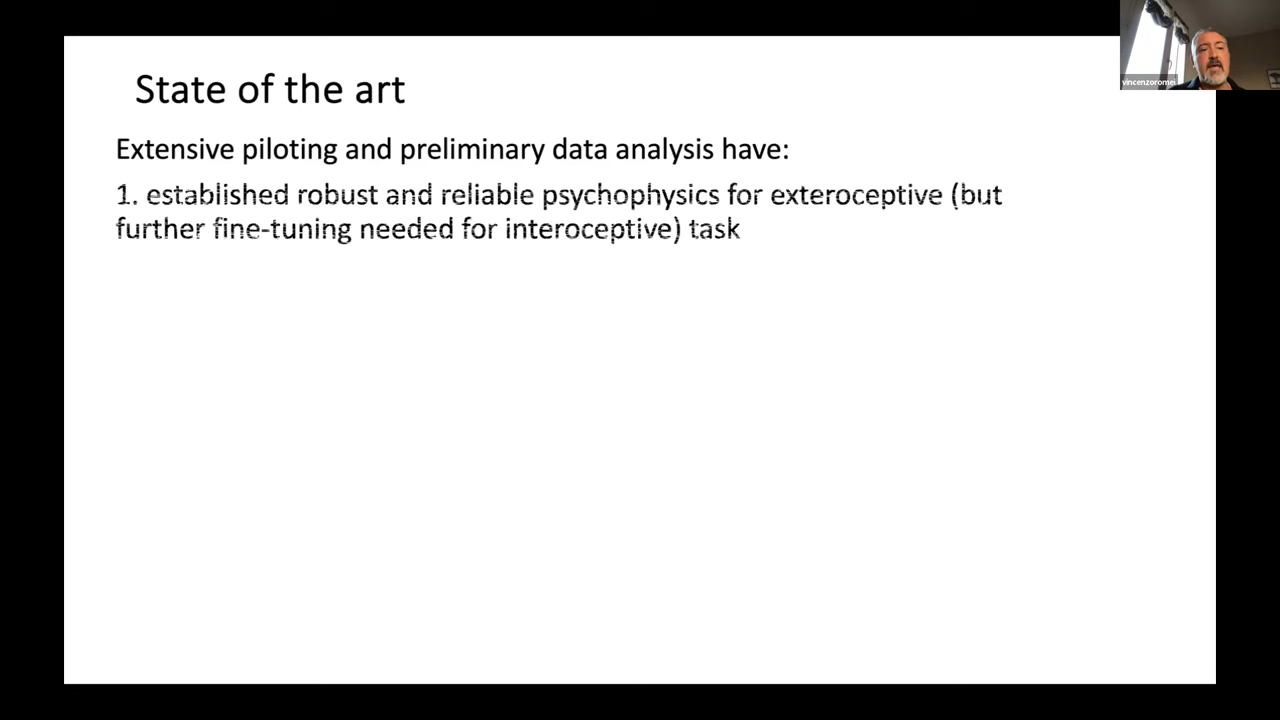 State of the art
vincenzoromei
Extensive piloting and preliminary data analysis have:
1. established robust and reliable psychophysics for exteroceptive (but
further fine-tuning needed for interoceptive) task